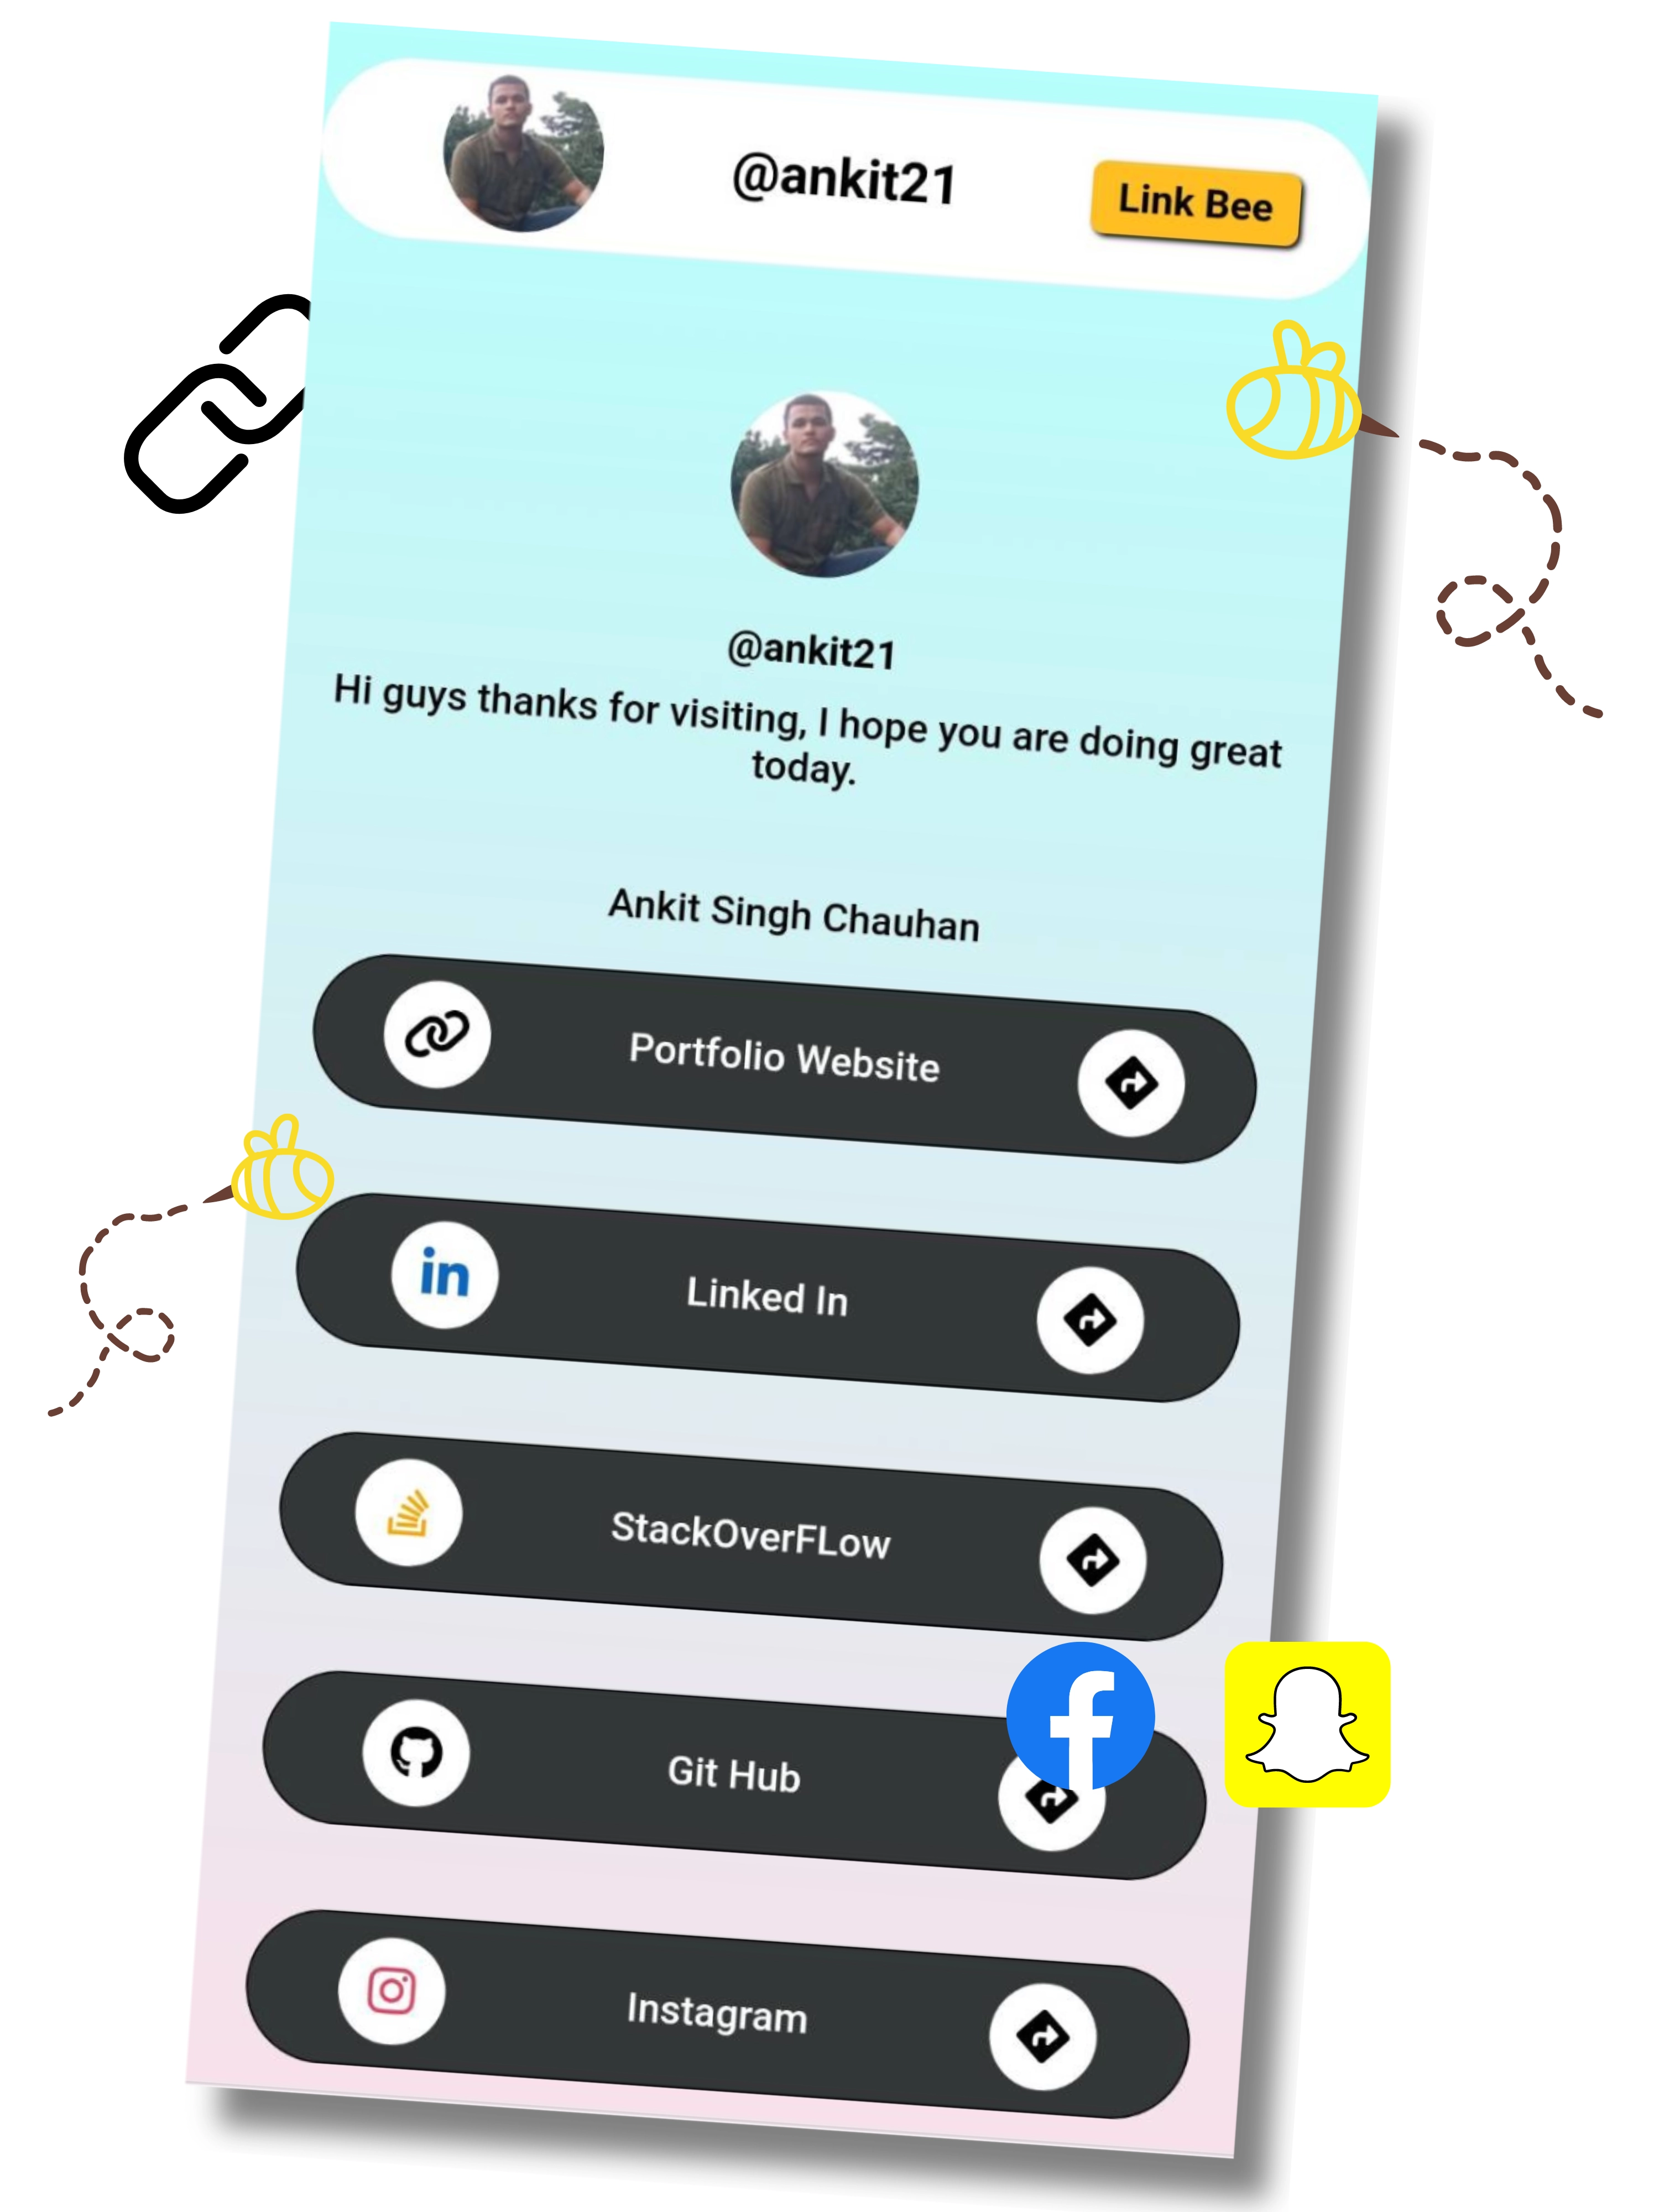 @ankit21
Link Bee
@ankit21
Hi guys thanks for visiting, I hope you are doing great
today.
Ankit Singh Chauhan
Portfolio Website
in
Linked In
StackOverFLow
Git Hub
f
Instagram